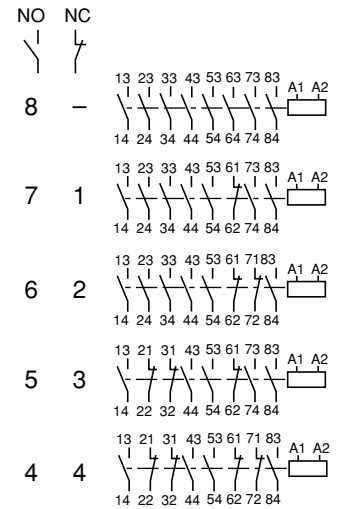 NO NC
13 23 33 43 53 63 73 83 A1 A2
8 –
14 24 34 44 54 64 74 84
13 23 33 43 53 61 73 83 A1 A2
7 1
14 24 34 44 54 62 74 84
13 23 33 43 53 61 71 83 A1 A2
6 2
14 24 34 44 54 62 72 84
13 21 31 43 53 61 73 83 A1 A2
5 3
14 22 32 44 54 62 74 84
13 21 31 43 53 61 71 83 A1 A2
4 4
14 22 32 44 54 62 72 84